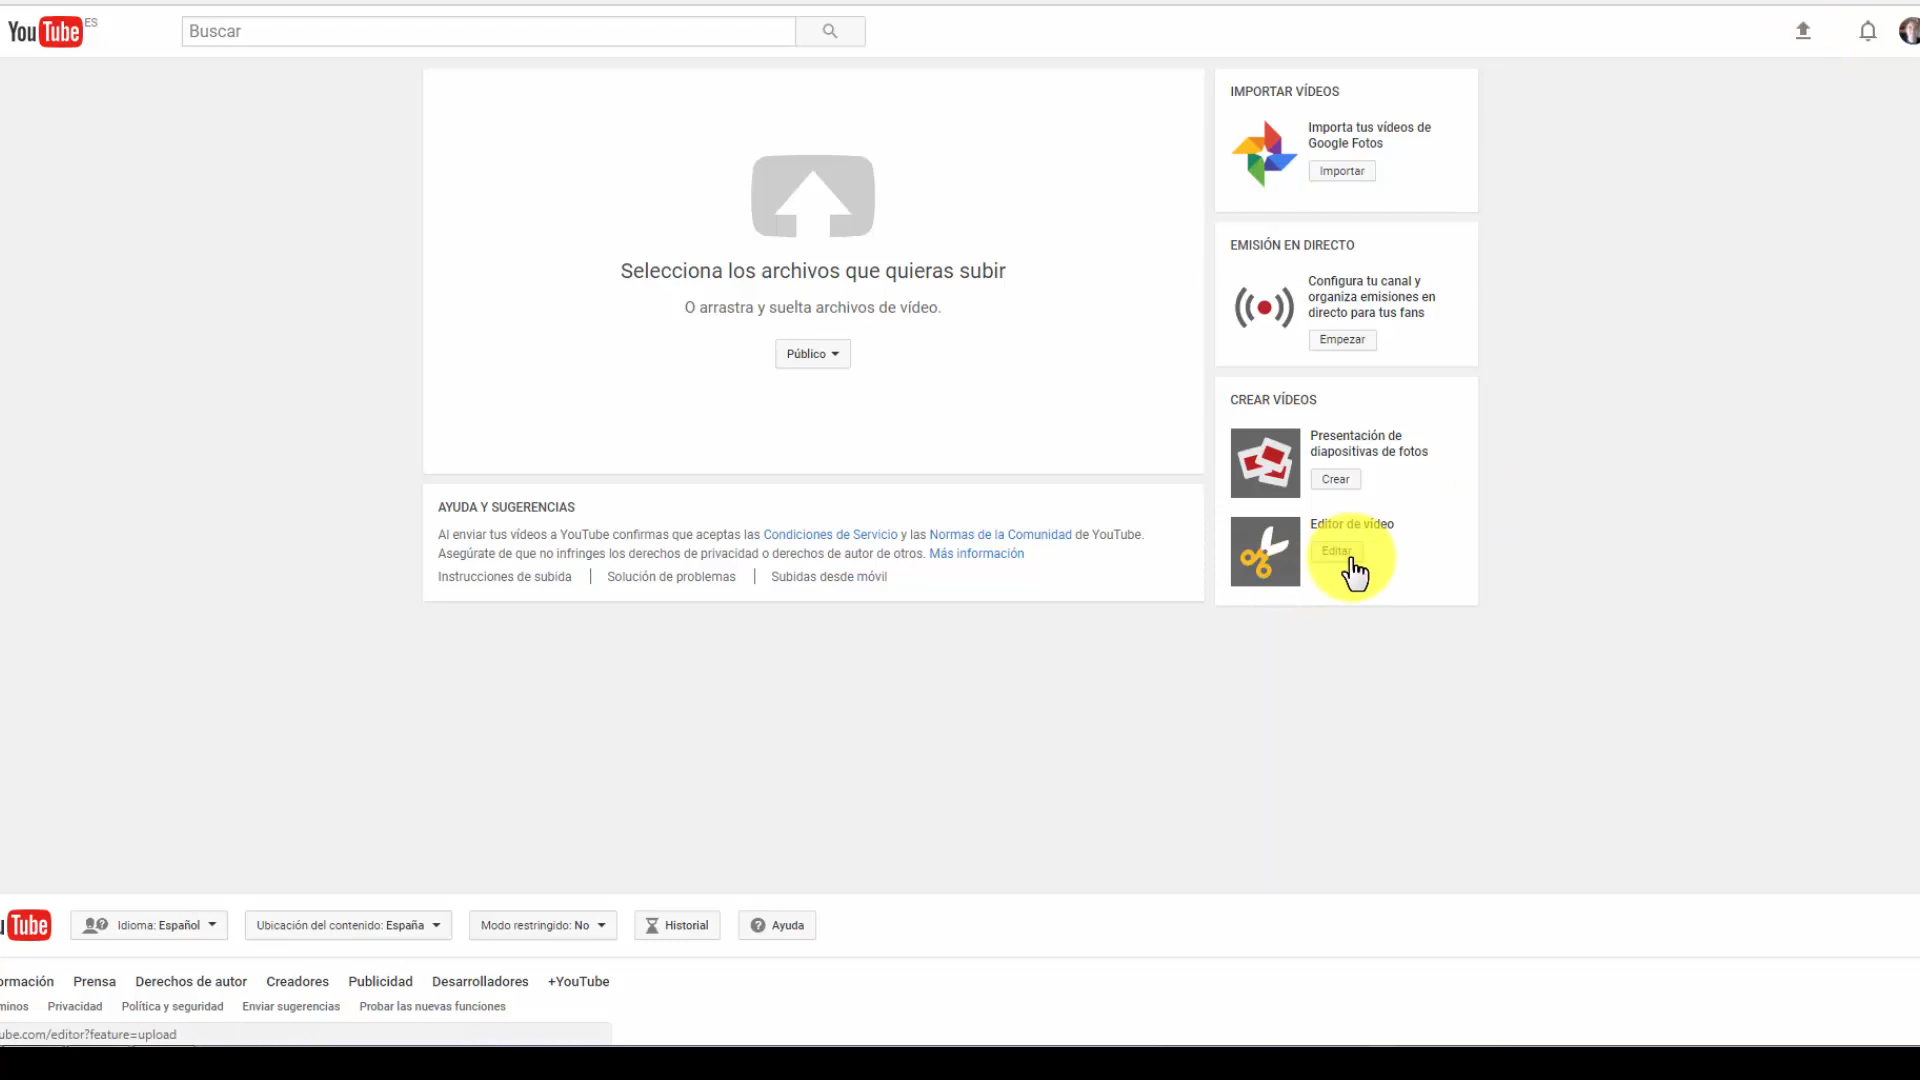 YouTube ES
Buscar
IMPORTAR VÍDEOS
Importa tus vídeos de
Google Fotos
Importar
EMISIÓN EN DIRECTO
Configura tu canal y
organiza emisiones en
directo para tus fans
Empezar
CREAR VÍDEOS
Presentación de
diapositivas de fotos
Crear
Editor de vídeo
Editar
Selecciona los archivos que quieras subir
O arrastra y suelta archivos de vídeo.
Público
AYUDA Y SUGERENCIAS
Al enviar tus vídeos a YouTube confirmas que aceptas las Condiciones de Servicio y las Normas de la Comunidad de YouTube.
Asegúrate de que no infringes los derechos de privacidad o derechos de autor de otros. Más información
Instrucciones de subida | Solución de problemas | Subidas desde móvil
u Tube Idioma: Español Ubicación del contenido: España Modo restringido: No Historial Ayuda
ormación Prensa Derechos de autor Creadores Publicidad Desarrolladores +YouTube
minos Privacidad Política y seguridad Enviar sugerencias Probar las nuevas funciones
ube.com/editor?feature=upload